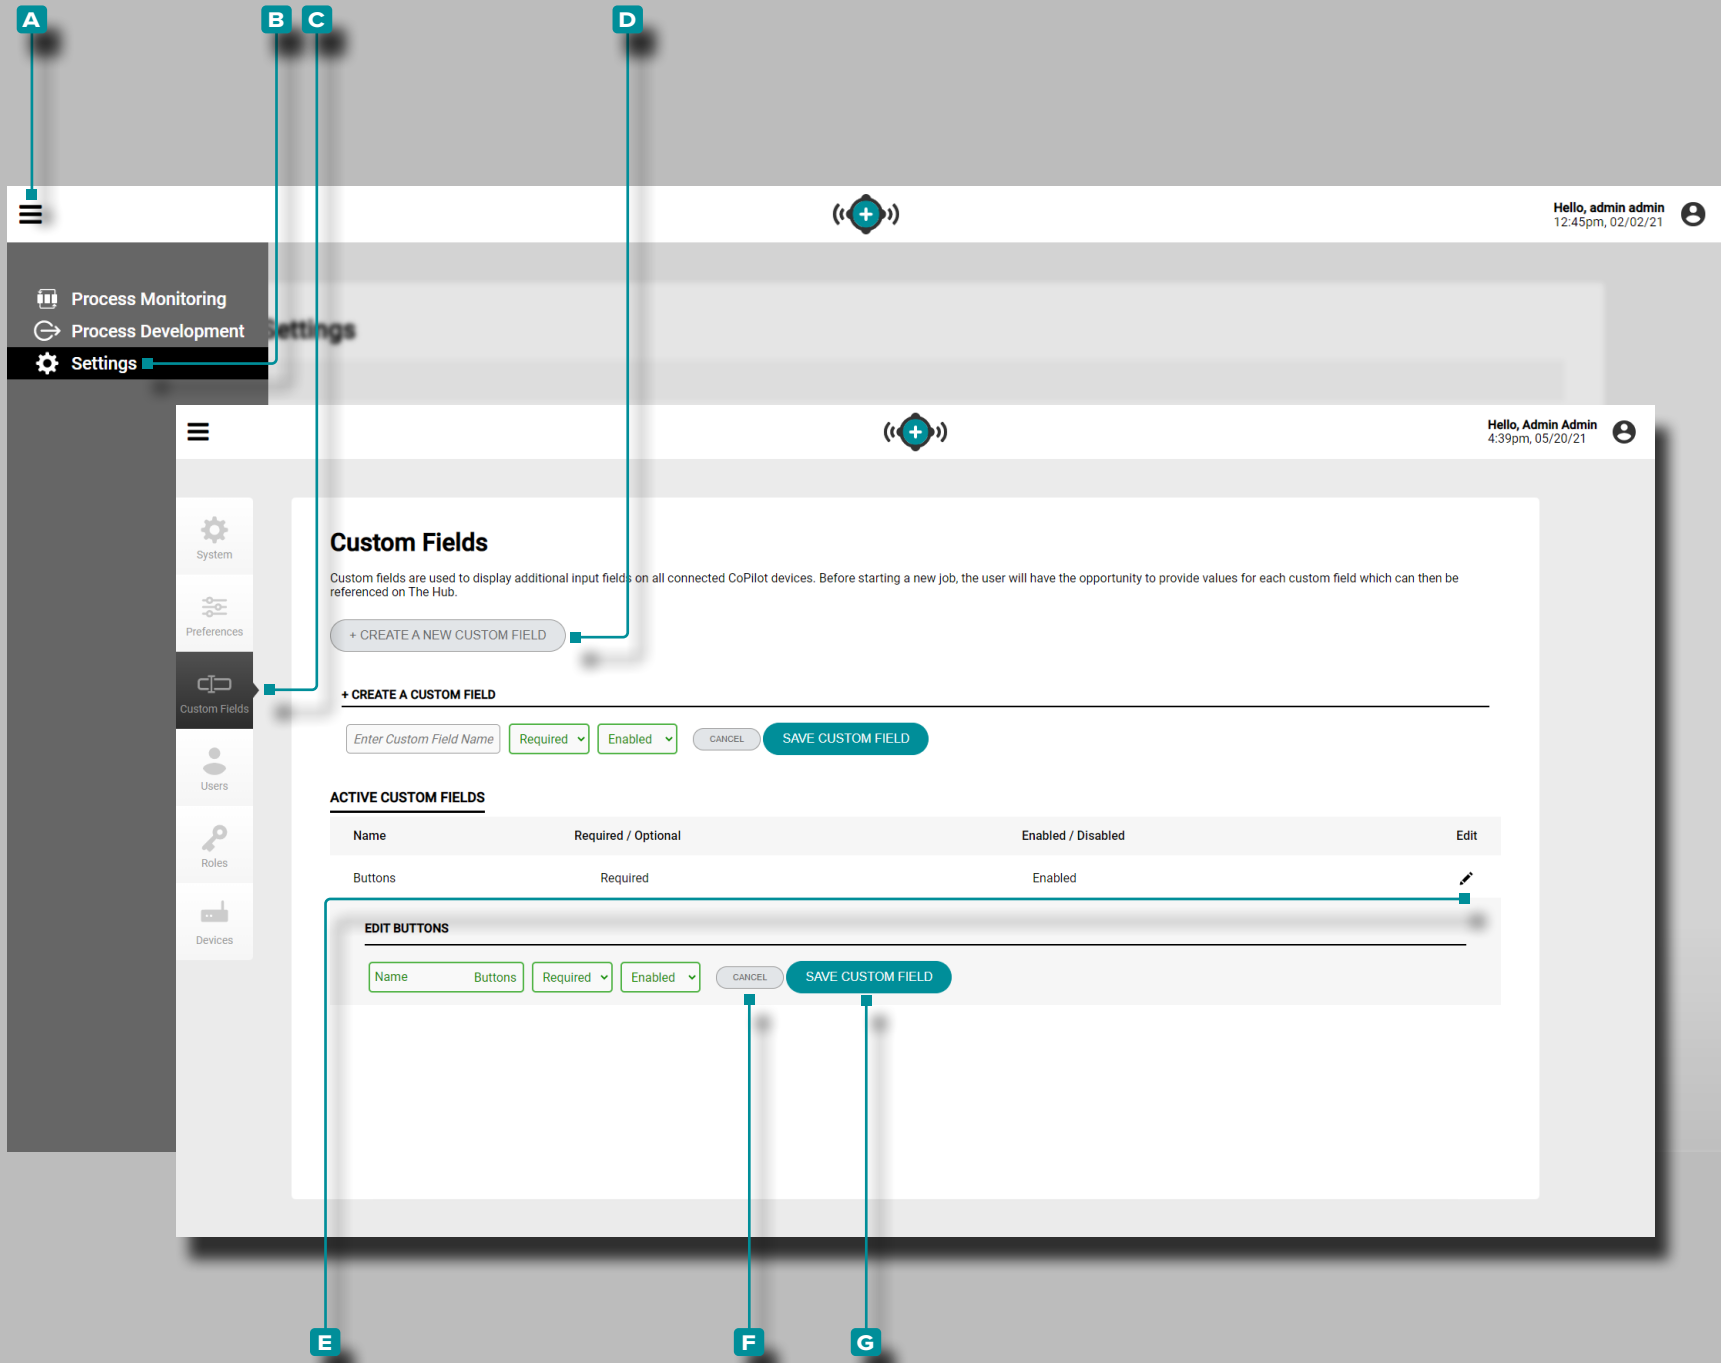 A
B
C
D
Hello, admin admin
12:45pm, 02/02/21
Process Monitoring
Process Development
Settings
Settings
Hello, Admin Admin
4:39pm, 05/20/21
System
Preferences
Custom Fields
Users
Roles
Devices
Custom Fields
Custom fields are used to display additional input fields on all connected CoPilot devices. Before starting a new job, the user will have the opportunity to provide values for each custom field which can then be
referenced on The Hub.
+ CREATE A NEW CUSTOM FIELD
+ CREATE A CUSTOM FIELD
Enter Custom Field Name Required Enabled CANCEL SAVE CUSTOM FIELD
ACTIVE CUSTOM FIELDS
Name Required / Optional Enabled / Disabled Edit
Buttons Required Enabled
EDIT BUTTONS
Name Buttons Required Enabled CANCEL SAVE CUSTOM FIELD
E
F
G